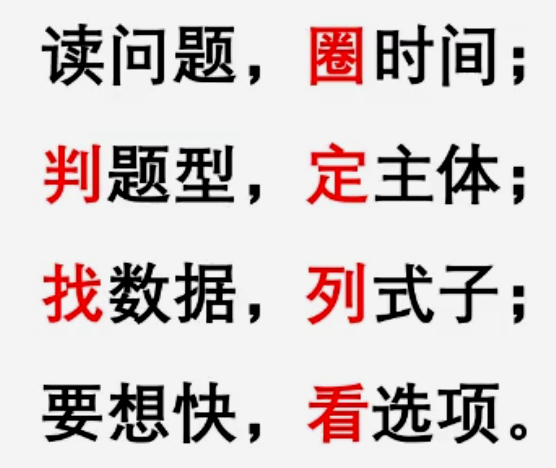 读问题，圈时间；
判题型，定主体；
找数据，列式子；
要想快，看选项。